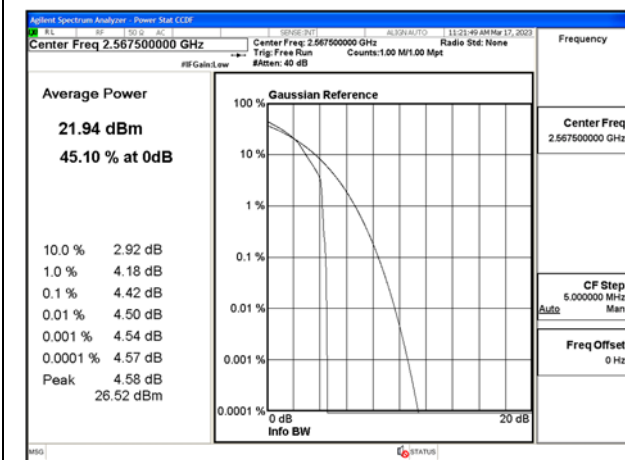 Agilent Spectrum Analyzer - Power Stat CCDF
RL RF 50 Ω AC SENSE:INT ALIGN AUTO 11:21:49 AM Mar 17, 2023
Center Freq 2.567500000 GHz
Center Freq: 2.567500000 GHz Radio Std: None
Trig: Free Run Counts:1.00 M/1.00 Mpt
#IFGain:Low #Atten: 40 dB
Frequency
Average Power
21.94 dBm
45.10 % at 0dB
10.0 % 2.92 dB
1.0 % 4.18 dB
0.1 % 4.42 dB
0.01 % 4.50 dB
0.001 % 4.54 dB
0.0001 % 4.57 dB
Peak 4.58 dB
26.52 dBm
Gaussian Reference
100 %
10 %
1 %
0.1 %
0.01 %
0.001 %
0.0001 %
0 dB 20 dB
Info BW
Center Freq
2.567500000 GHz
CF Step
5.000000 MHz
Auto Man
Freq Offset
0 Hz
MSG STATUS